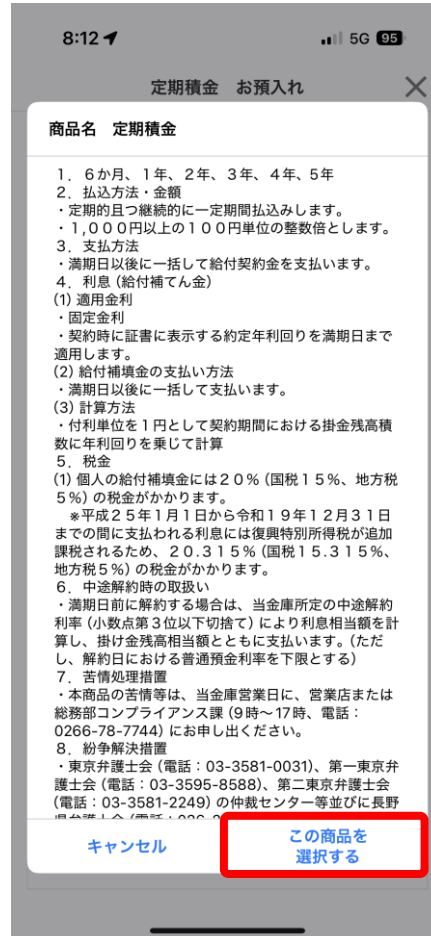 8:12 5G 95
定期積金 お預入れ
商品名 定期積金
1．6か月、1年、2年、3年、4年、5年
2．払込方法・金額
・定期的且つ継続的に一定期間払込みします。
・1,000円以上の100円単位の整数倍とします。
3．支払方法
・満期日以後に一括して給付契約金を支払います。
4．利息（給付補てん金）
(1) 適用金利
・固定金利
・契約時に証書に表示する約定年利回りを満期日まで
適用します。
(2) 給付補填金の支払い方法
・満期日以後に一括して支払います。
(3) 計算方法
・付利単位を1円として契約期間における掛金残高積
数に年利回りを乗じて計算
5．税金
(1) 個人の給付補填金には20％（国税15％、地方税
5％）の税金がかかります。
※平成25年1月1日から令和19年12月31日
までの間に支払われる利息には復興特別所得税が追加
課税されるため、20.315％（国税15.315％、
地方税5％）の税金がかかります。
6．中途解約時の取扱い
・満期日前に解約する場合は、当金庫所定の中途解約
利率（小数点第3位以下切捨て）により利息相当額を計
算し、掛け金残高相当額とともに支払います。（ただ
し、解約日における普通預金利率を下限とする）
7．苦情処理措置
・本商品の苦情等は、当金庫営業日に、営業店または
総務部コンプライアンス課（9時～17時、電話：
0266-78-7744）にお申し出ください。
8．紛争解決措置
・東京弁護士会（電話：03-3581-0031）、第一東京弁
護士会（電話：03-3595-8588）、第二東京弁護士会
（電話：03-3581-2249）の仲裁センター等並びに長野
キャンセル
この商品を
選択する